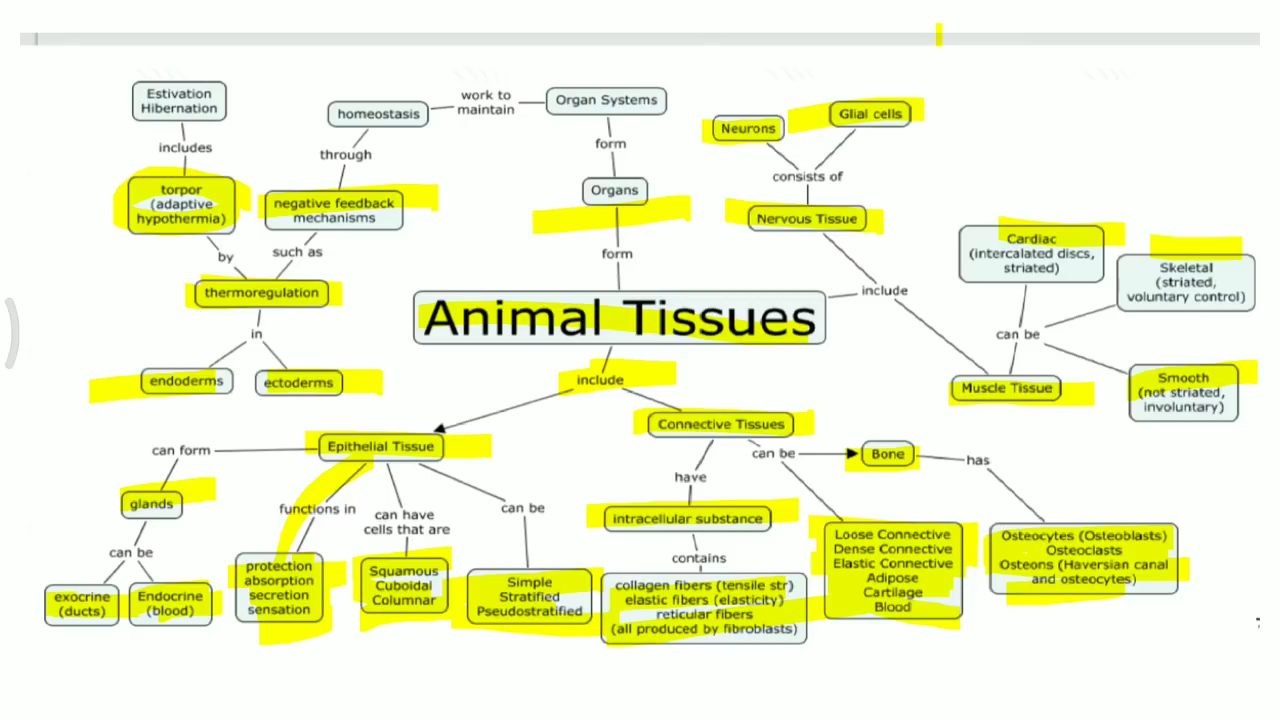 Estivation
Hibernation
includes
torpor
(adaptive
hypothermia)
by
homeostasis
work to
maintain
Organ Systems
through
negative feedback
mechanisms
such as
thermoregulation
in
endoderms
ectoderms
form
Organs
form
Animal Tissues
Neurons
Glial cells
consists of
Nervous Tissue
include
Cardiac
(intercalated discs,
striated)
Skeletal
(striated,
voluntary control)
can be
Muscle Tissue
Smooth
(not striated,
involuntary)
include
Epithelial Tissue
can form
glands
can be
exocrine
(ducts)
Endocrine
(blood)
functions in
protection
absorption
secretion
sensation
can have
cells that are
Squamous
Cuboidal
Columnar
can be
Simple
Stratified
Pseudostratified
Connective Tissues
have
intracellular substance
contains
collagen fibers (tensile str)
elastic fibers (elasticity)
reticular fibers
(all produced by fibroblasts)
can be
Loose Connective
Dense Connective
Elastic Connective
Adipose
Cartilage
Blood
Bone
has
Osteocytes (Osteoblasts)
Osteoclasts
Osteons (Haversian canal
and osteocytes)